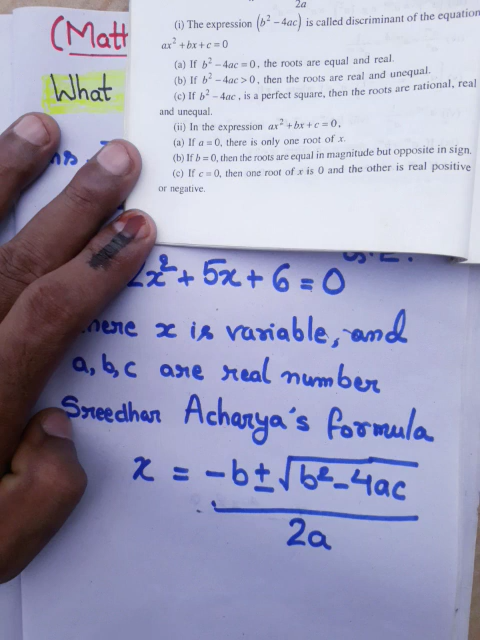 2a
(i) The expression (b² – 4ac) is called discriminant of the equation
ax² + bx + c = 0
(a) If b² – 4ac = 0, the roots are equal and real.
(b) If b² – 4ac > 0, then the roots are real and unequal.
(c) If b² – 4ac, is a perfect square, then the roots are rational, real
and unequal.
(ii) In the expression ax² + bx + c = 0,
(a) If a = 0, there is only one root of x.
(b) If b = 0, then the roots are equal in magnitude but opposite in sign.
(c) If c = 0, then one root of x is 0 and the other is real positive
or negative.
(Matt
What
x² + 5x + 6 = 0
here x is variable, and
a, b, c are real number
Sreedhar Acharya's formula
x = -b ± √b² - 4ac
2a